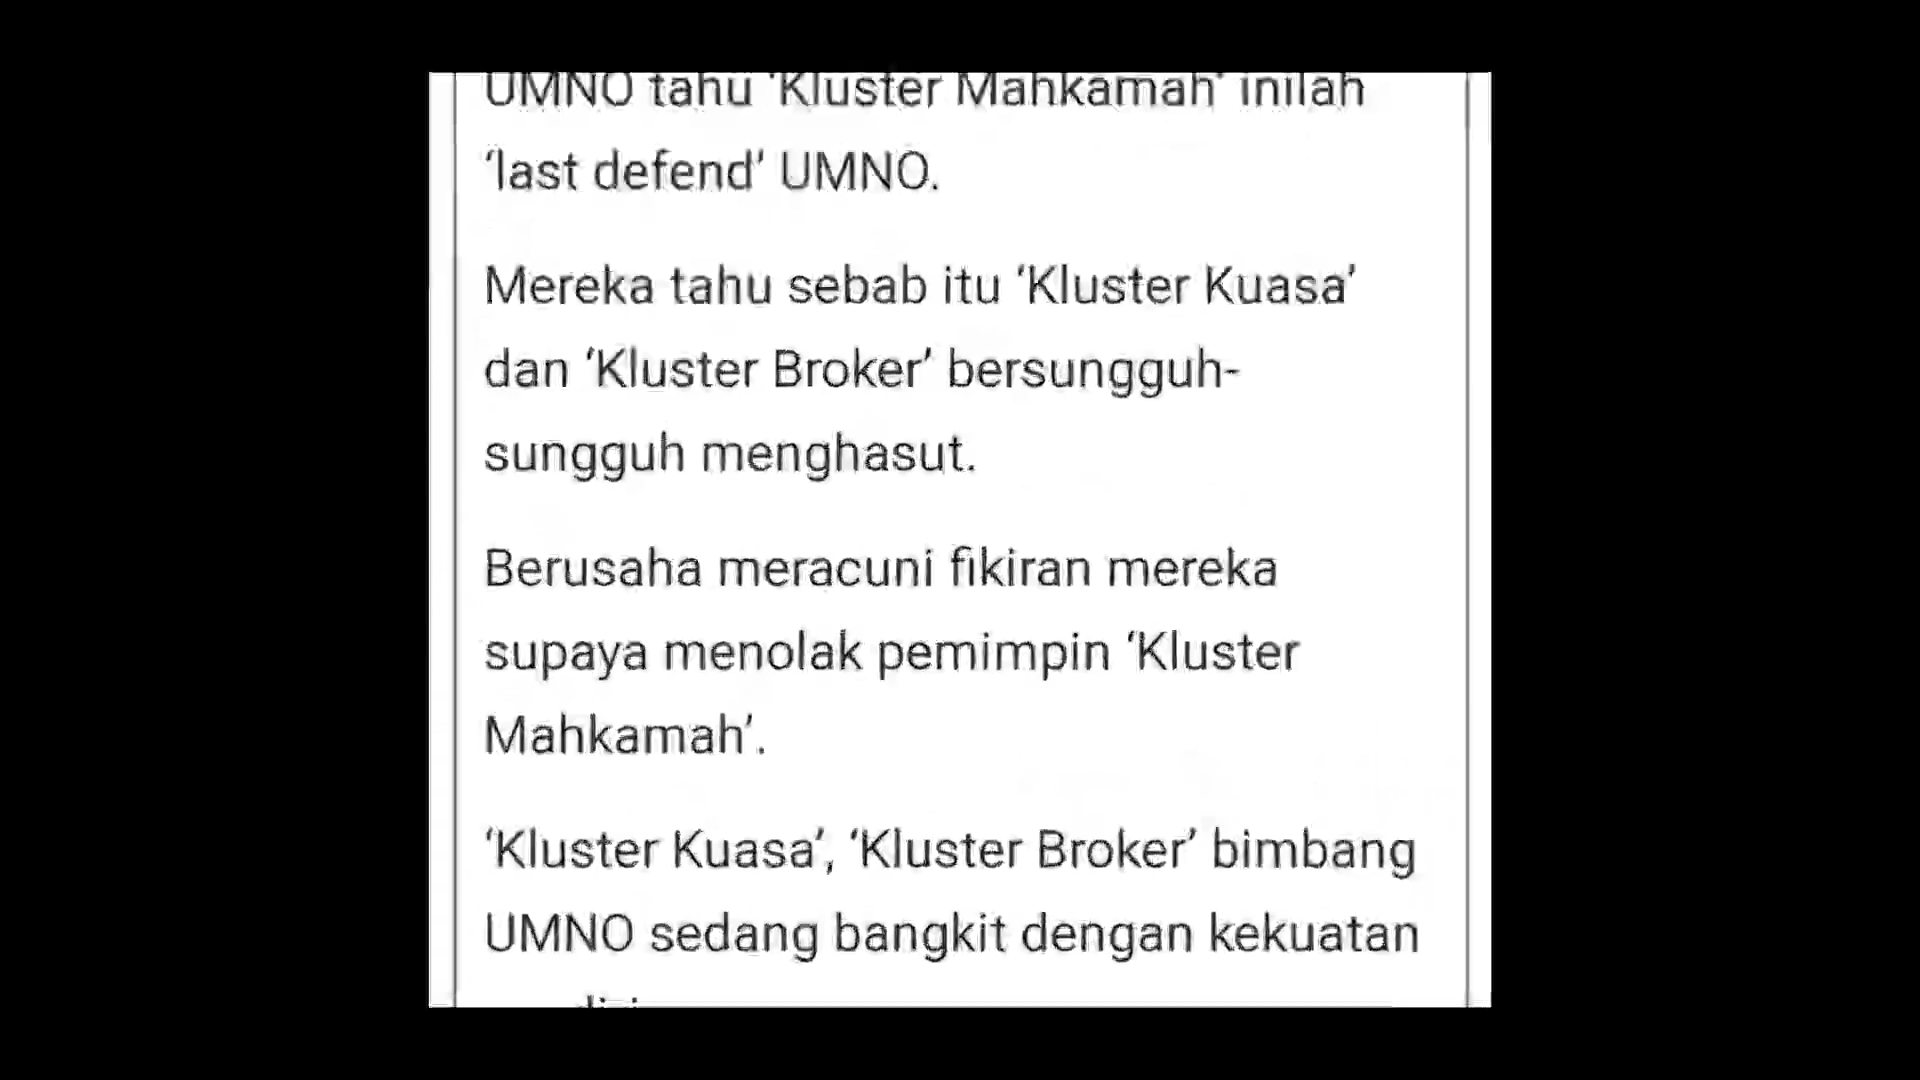 UMNO tahu ‘Kluster Mahkamah’ inilah
‘last defend’ UMNO.
Mereka tahu sebab itu ‘Kluster Kuasa’
dan ‘Kluster Broker’ bersungguh-
sungguh menghasut.
Berusaha meracuni fikiran mereka
supaya menolak pemimpin ‘Kluster
Mahkamah’.
‘Kluster Kuasa’, ‘Kluster Broker’ bimbang
UMNO sedang bangkit dengan kekuatan